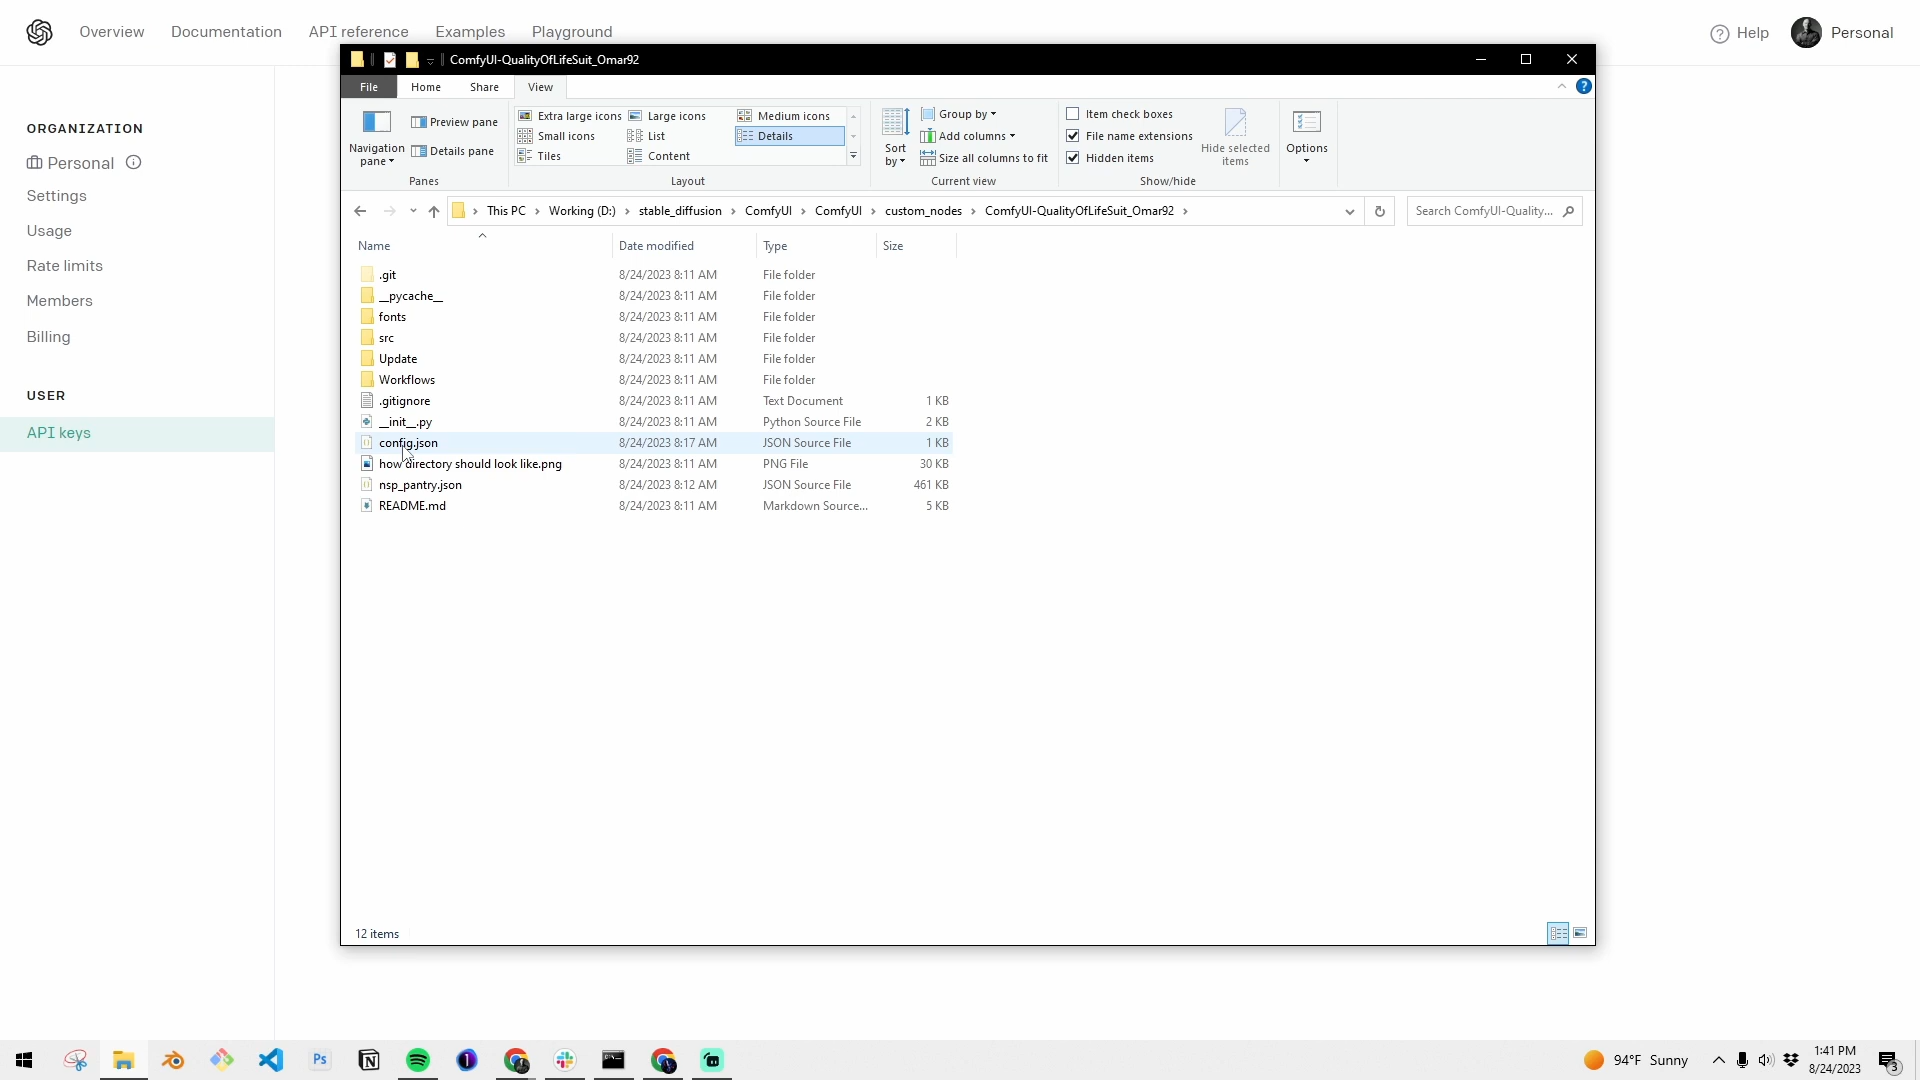 Overview Documentation API reference Examples Playground Help Personal
ComfyUI-QualityOfLifeSuit_Omar92
File Home Share View
ORGANIZATION
Personal
Settings
Usage
Rate limits
Members
Billing
USER
API keys
Navigation pane
Preview pane
Details pane
Panes
Extra large icons Large icons Medium icons
Small icons List Details
Tiles Content
Layout
Sort by
Group by
Add columns
Size all columns to fit
Current view
Item check boxes
File name extensions
Hidden items
Hide selected items
Show/hide
Options
This PC > Working (D:) > stable_diffusion > ComfyUI > ComfyUI > custom_nodes > ComfyUI-QualityOfLifeSuit_Omar92 >
Search ComfyUI-Quality...
Name Date modified Type Size
.git 8/24/2023 8:11 AM File folder
__pycache__ 8/24/2023 8:11 AM File folder
fonts 8/24/2023 8:11 AM File folder
src 8/24/2023 8:11 AM File folder
Update 8/24/2023 8:11 AM File folder
Workflows 8/24/2023 8:11 AM File folder
.gitignore 8/24/2023 8:11 AM Text Document 1 KB
__init__.py 8/24/2023 8:11 AM Python Source File 2 KB
config.json 8/24/2023 8:17 AM JSON Source File 1 KB
how directory should look like.png 8/24/2023 8:11 AM PNG File 30 KB
nsp_pantry.json 8/24/2023 8:12 AM JSON Source File 461 KB
README.md 8/24/2023 8:11 AM Markdown Source... 5 KB
12 items
Ps
94°F Sunny
1:41 PM
8/24/2023
3